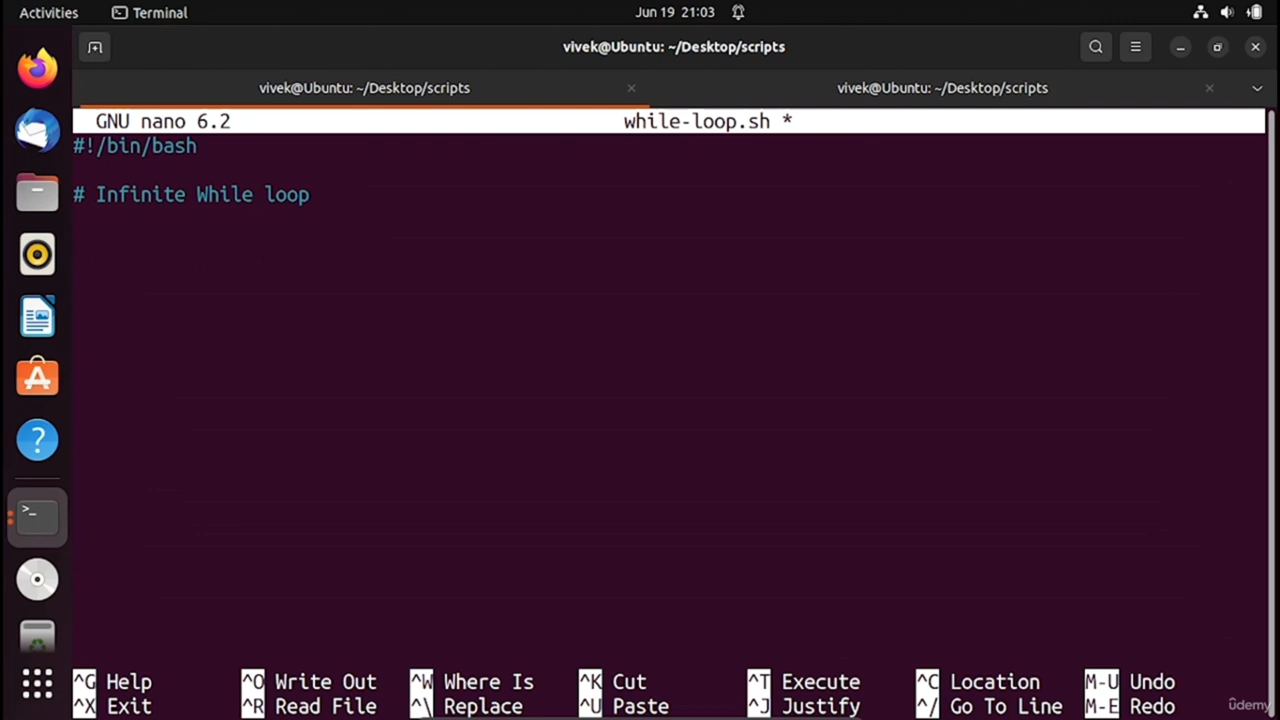 Activities Terminal Jun 19 21:03
vivek@Ubuntu: ~/Desktop/scripts
vivek@Ubuntu: ~/Desktop/scripts vivek@Ubuntu: ~/Desktop/scripts
GNU nano 6.2 while-loop.sh *
#!/bin/bash
# Infinite While loop
^G Help ^O Write Out ^W Where Is ^K Cut ^T Execute ^C Location M-U Undo
^X Exit ^R Read File ^\ Replace ^U Paste ^J Justify ^/ Go To Line M-E Redo
udemy